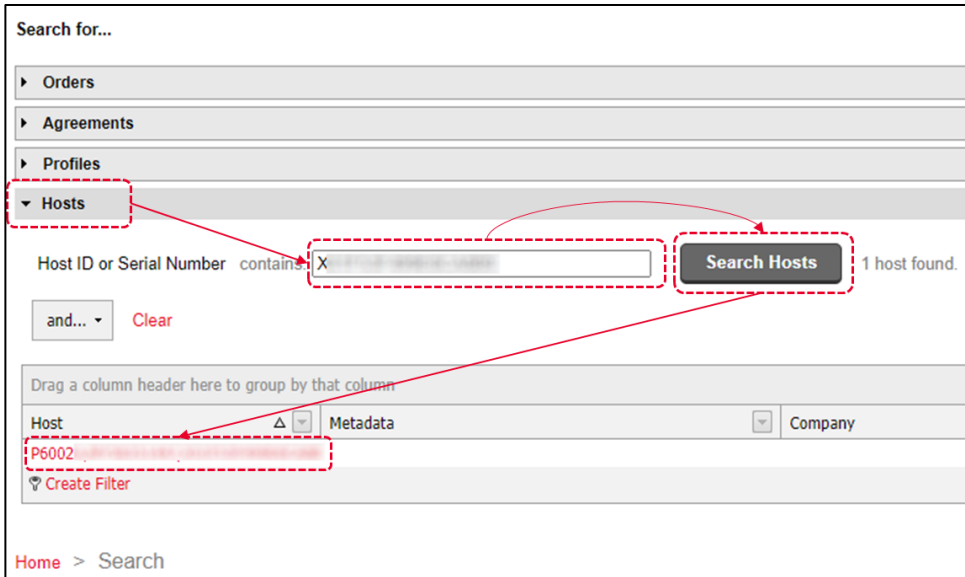 Search for...
Orders
Agreements
Profiles
Hosts
Host ID or Serial Number contains: X Search Hosts 1 host found.
and... Clear
Drag a column header here to group by that column
Host Metadata Company
P6002
Create Filter
Home > Search